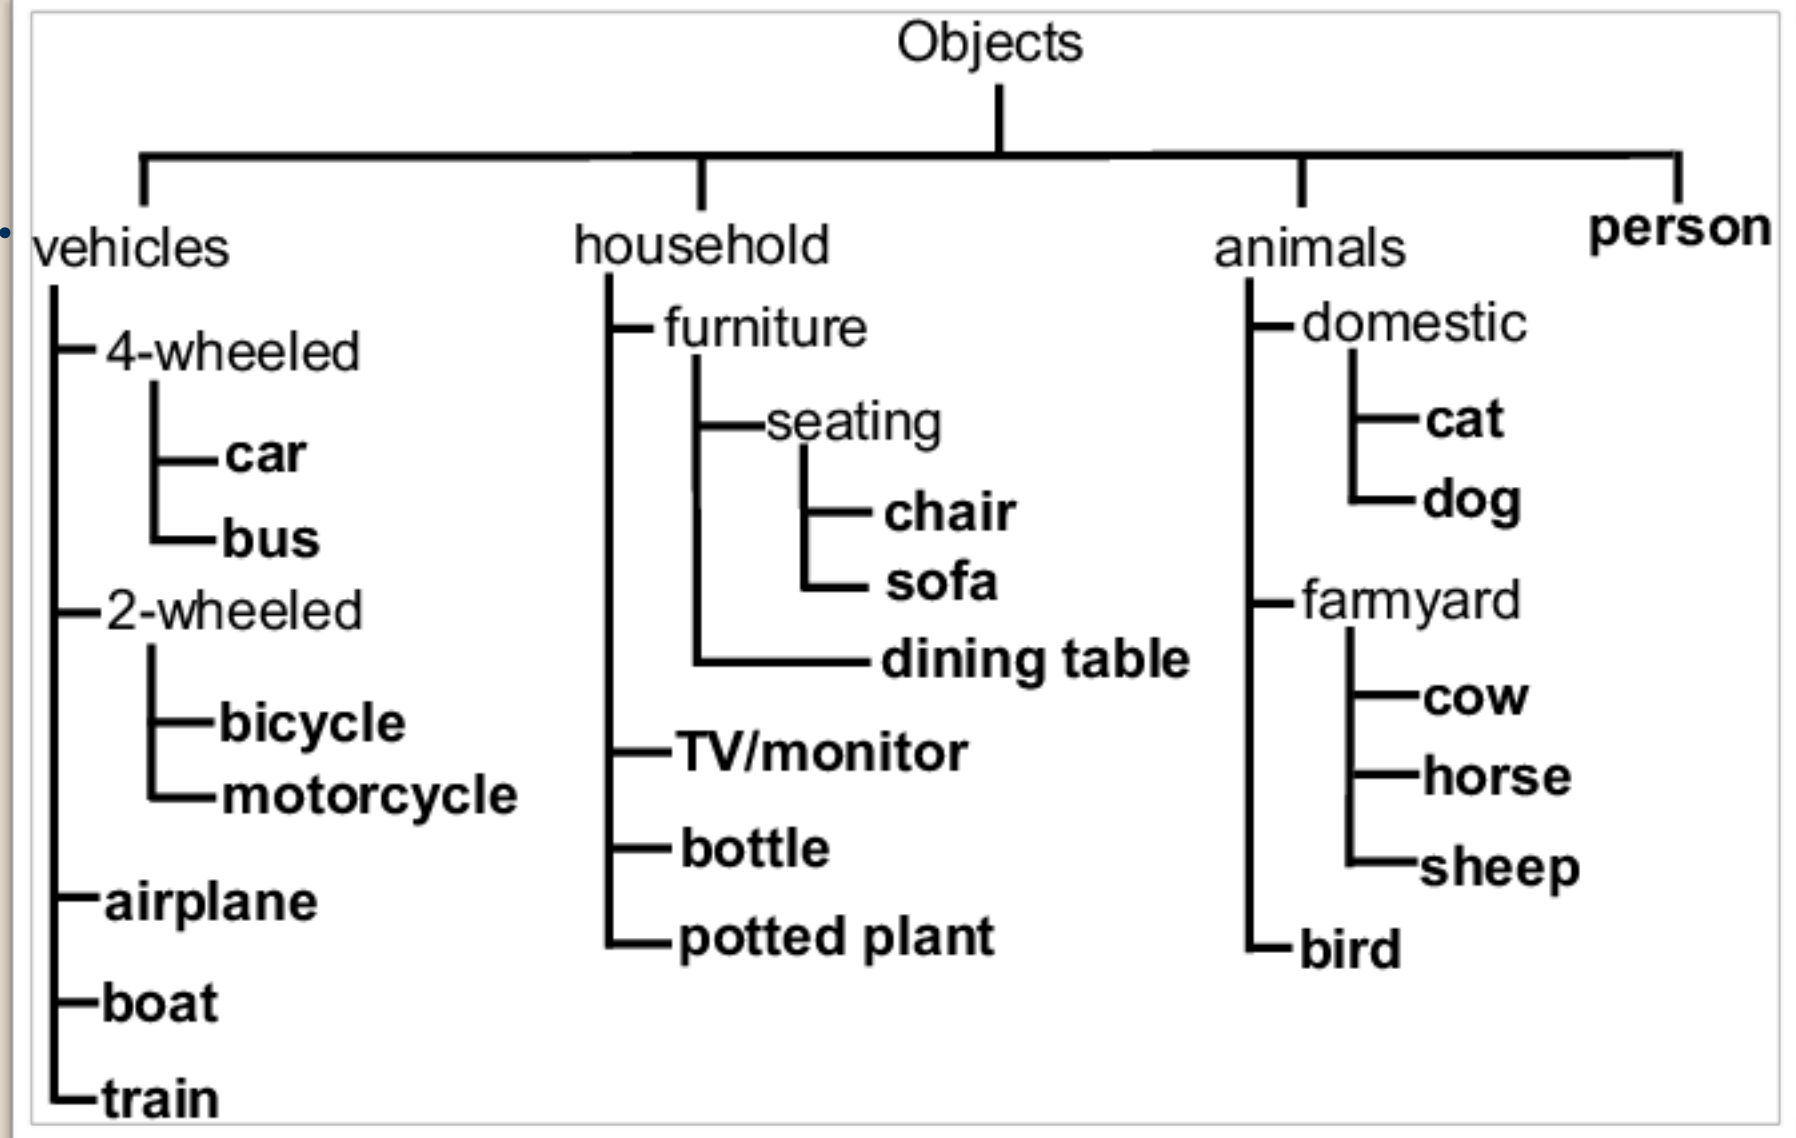 Objects
vehicles
4-wheeled
car
bus
2-wheeled
bicycle
motorcycle
airplane
boat
train
household
furniture
seating
chair
sofa
dining table
TV/monitor
bottle
potted plant
animals
domestic
cat
dog
farmyard
cow
horse
sheep
bird
person